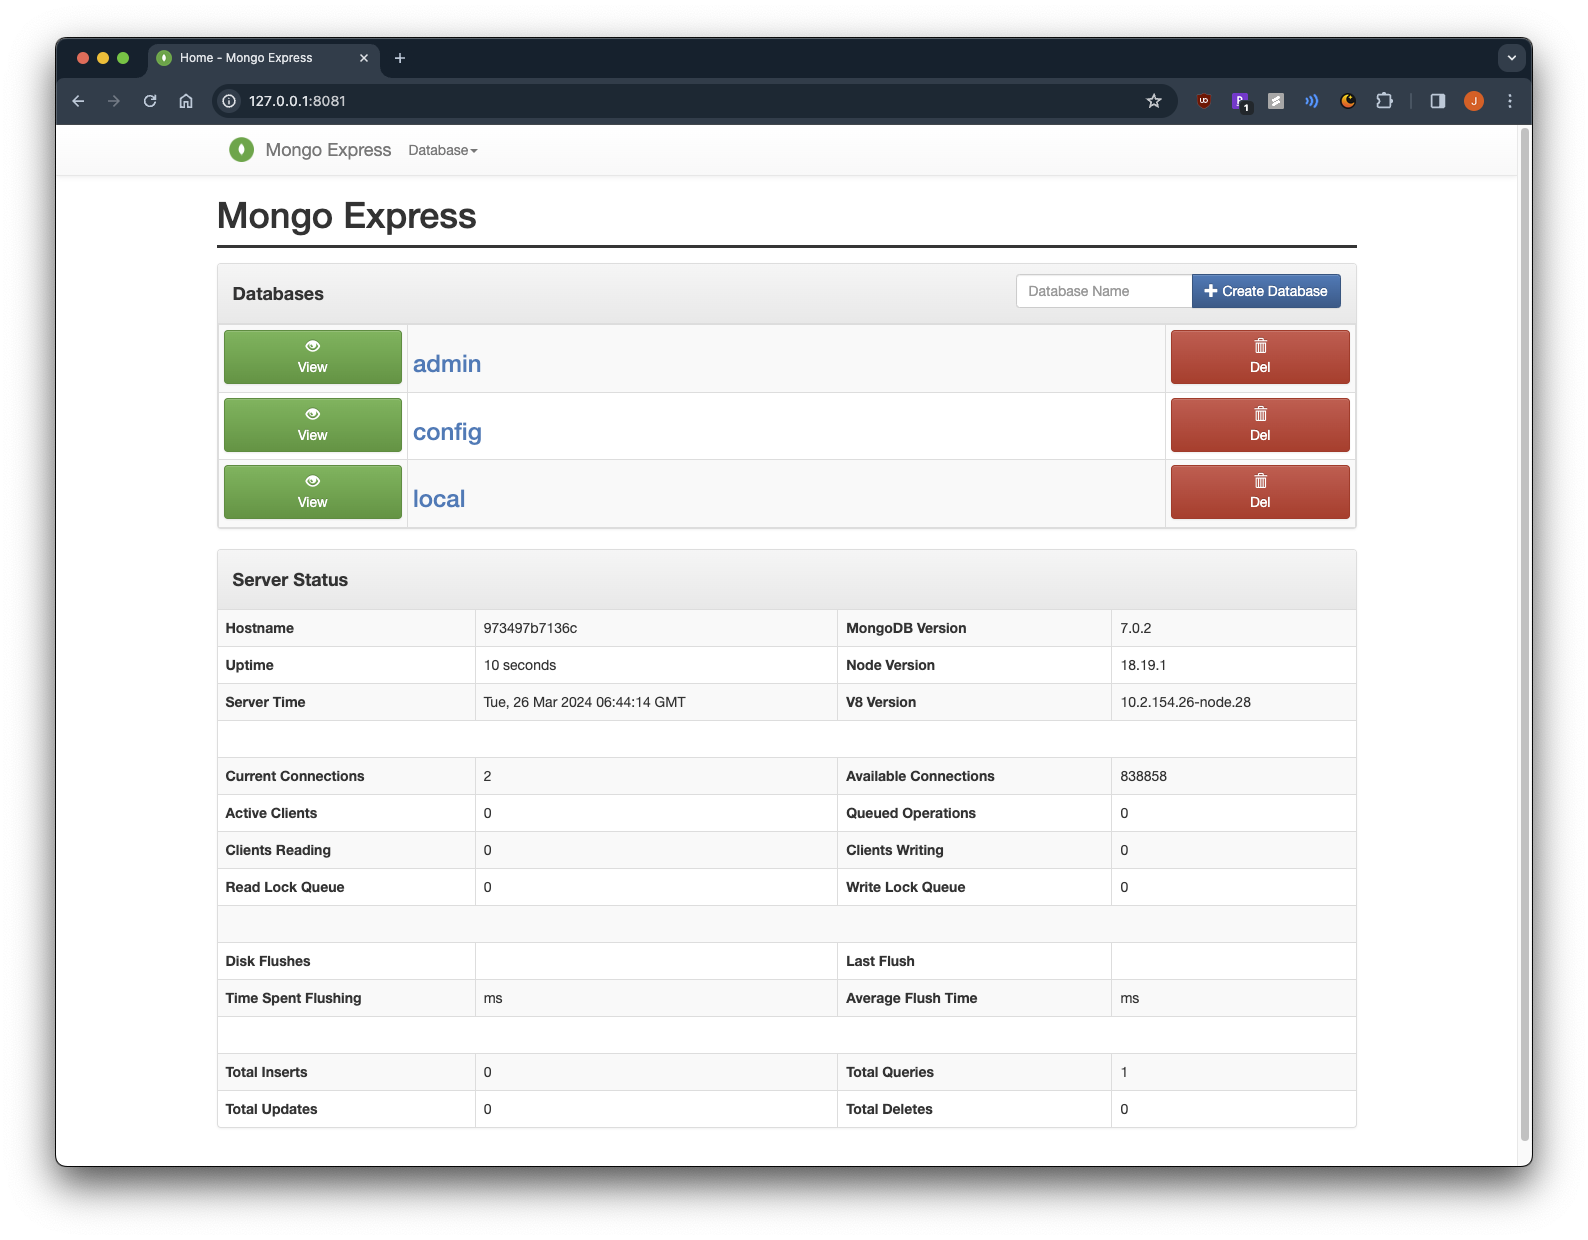 Home - Mongo Express
127.0.0.1:8081
1
J
Mongo Express Database
Mongo Express
Databases Database Name Create Database
View admin Del
View config Del
View local Del
Server Status
Hostname 973497b7136c MongoDB Version 7.0.2
Uptime 10 seconds Node Version 18.19.1
Server Time Tue, 26 Mar 2024 06:44:14 GMT V8 Version 10.2.154.26-node.28
Current Connections 2 Available Connections 838858
Active Clients 0 Queued Operations 0
Clients Reading 0 Clients Writing 0
Read Lock Queue 0 Write Lock Queue 0
Disk Flushes Last Flush
Time Spent Flushing ms Average Flush Time ms
Total Inserts 0 Total Queries 1
Total Updates 0 Total Deletes 0